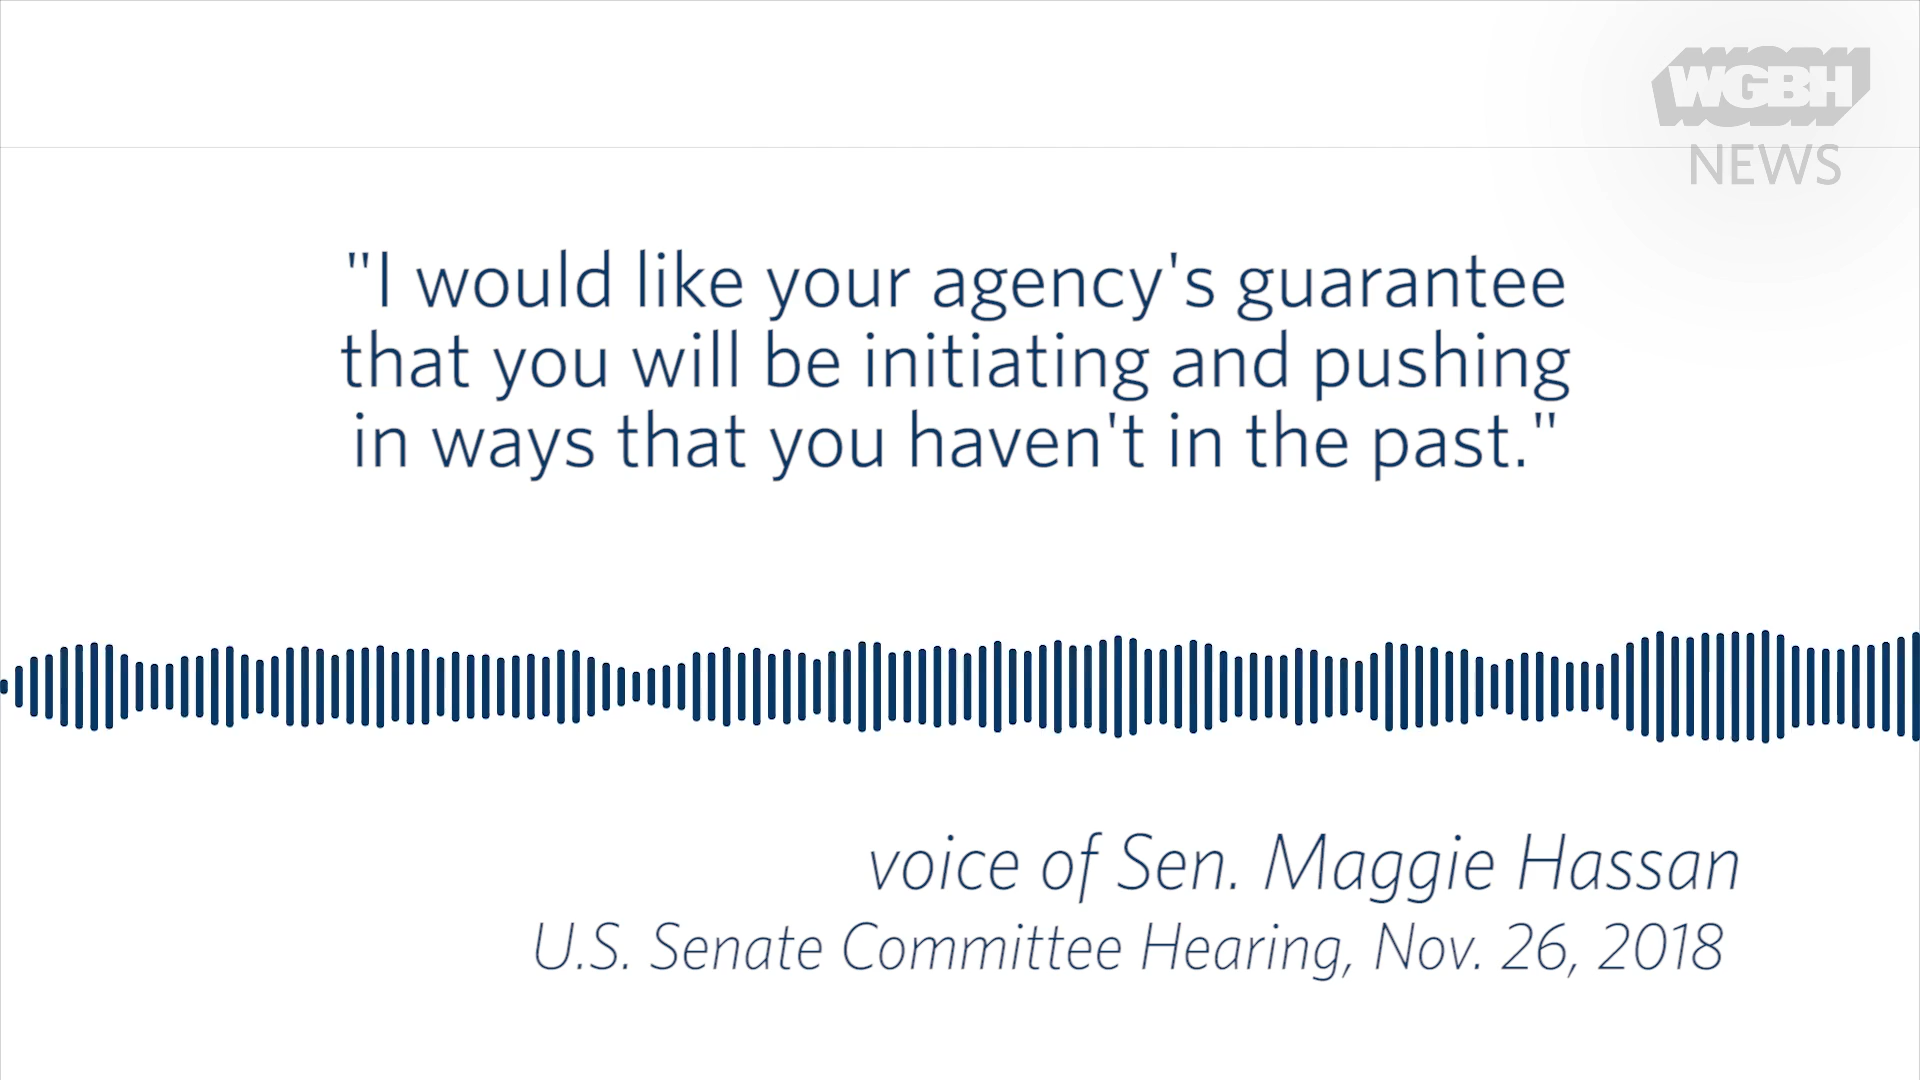 WGBH
NEWS
"I would like your agency's guarantee
that you will be initiating and pushing
in ways that you haven't in the past."
voice of Sen. Maggie Hassan
U.S. Senate Committee Hearing, Nov. 26, 2018